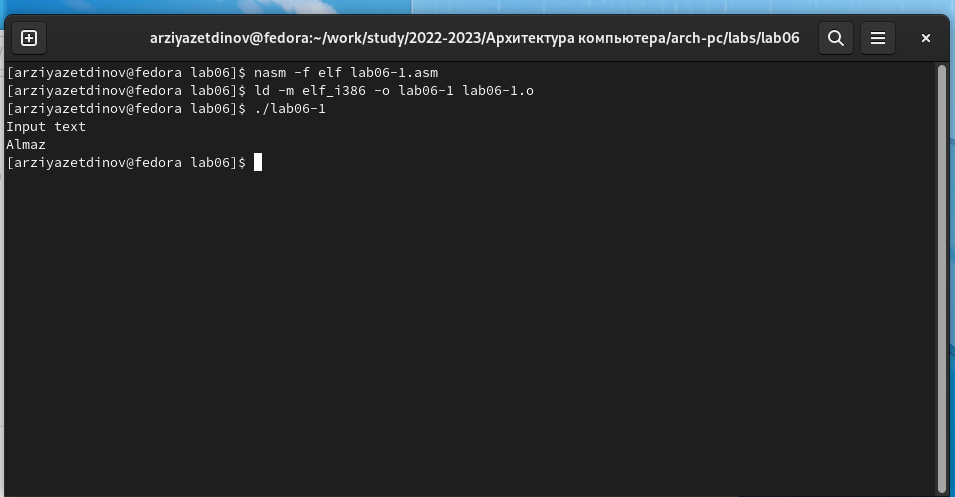 arziyazetdinov@fedora:~/work/study/2022-2023/Архитектура компьютера/arch-pc/labs/lab06
[arziyazetdinov@fedora lab06]$ nasm -f elf lab06-1.asm
[arziyazetdinov@fedora lab06]$ ld -m elf_i386 -o lab06-1 lab06-1.o
[arziyazetdinov@fedora lab06]$ ./lab06-1
Input text
Almaz
[arziyazetdinov@fedora lab06]$